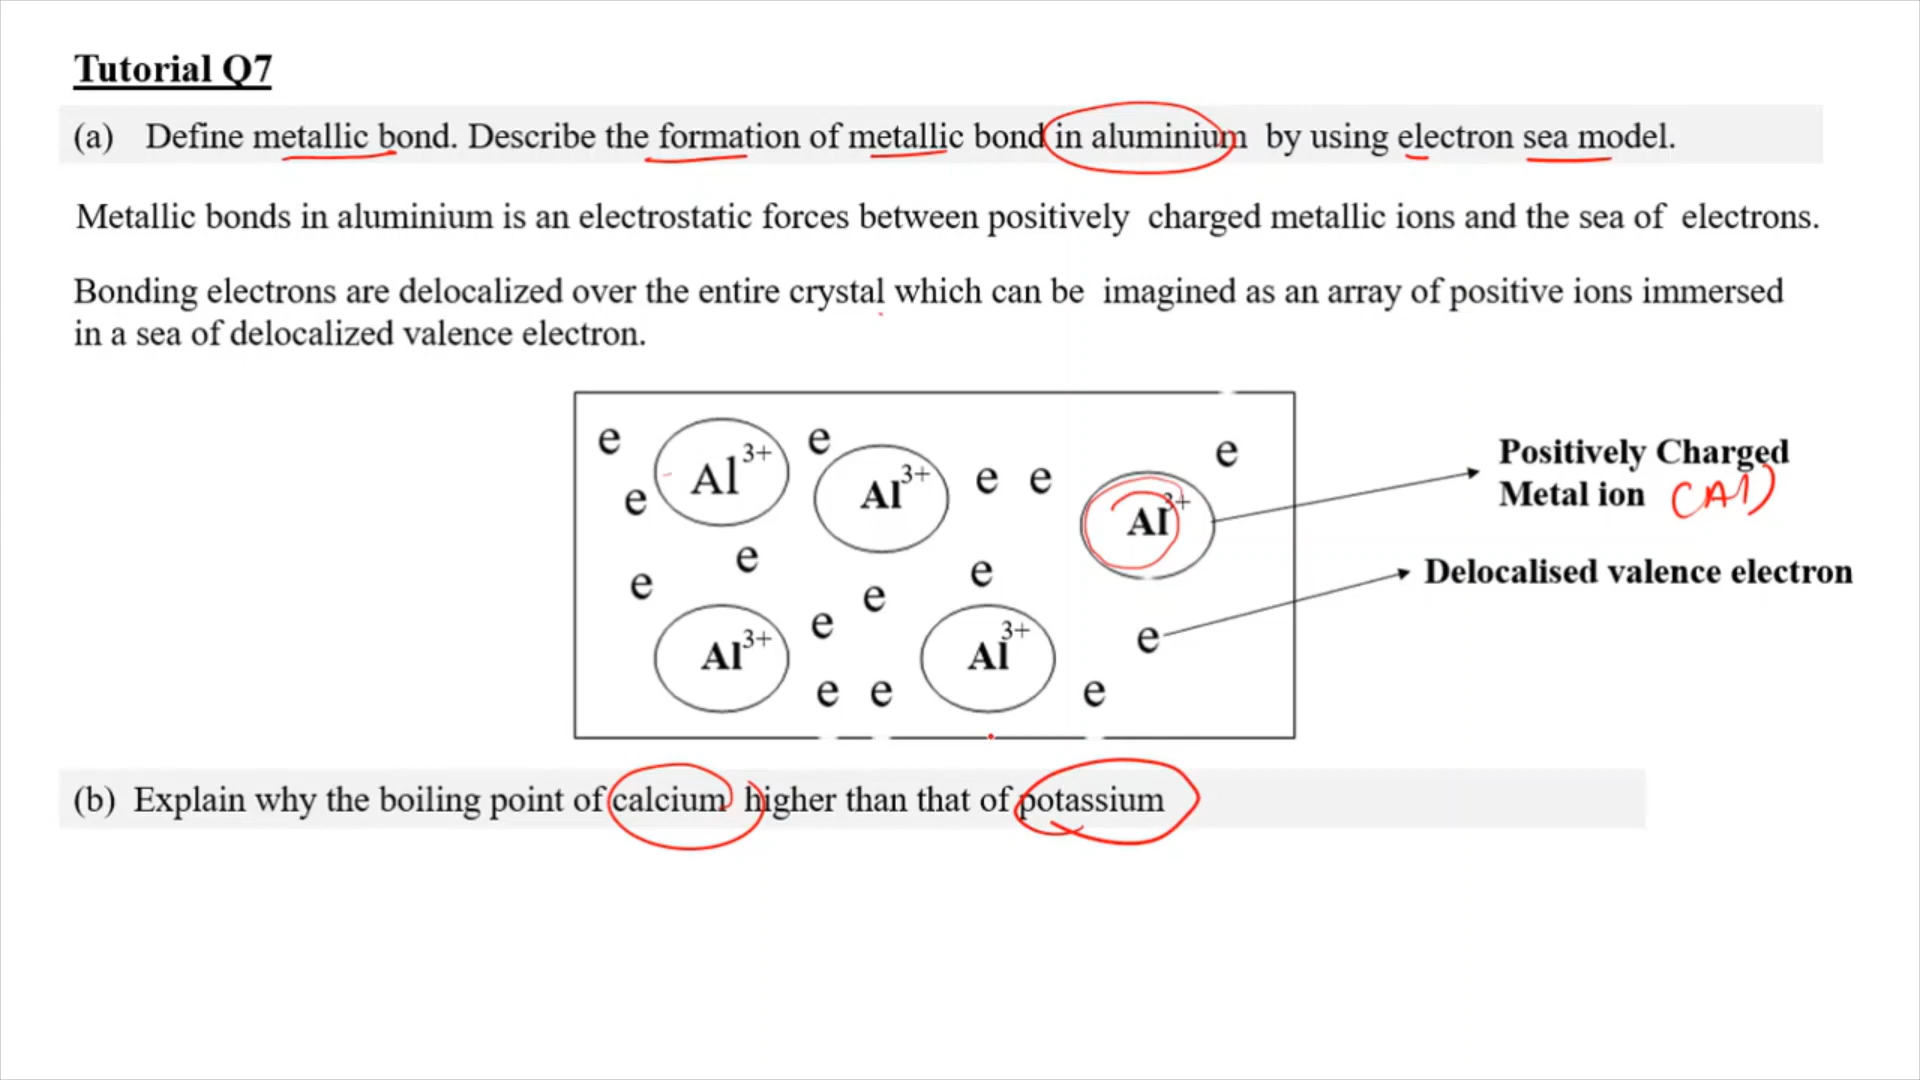 Tutorial Q7
(a) Define metallic bond. Describe the formation of metallic bond in aluminium by using electron sea model.
Metallic bonds in aluminium is an electrostatic forces between positively charged metallic ions and the sea of electrons.
Bonding electrons are delocalized over the entire crystal which can be imagined as an array of positive ions immersed
in a sea of delocalized valence electron.
e Al3+ e Al3+ e e Al3+ e
e
Positively Charged
Metal ion (Al)
e e e e
Delocalised valence electron
Al3+ e Al3+ e
e e e
(b) Explain why the boiling point of calcium higher than that of potassium